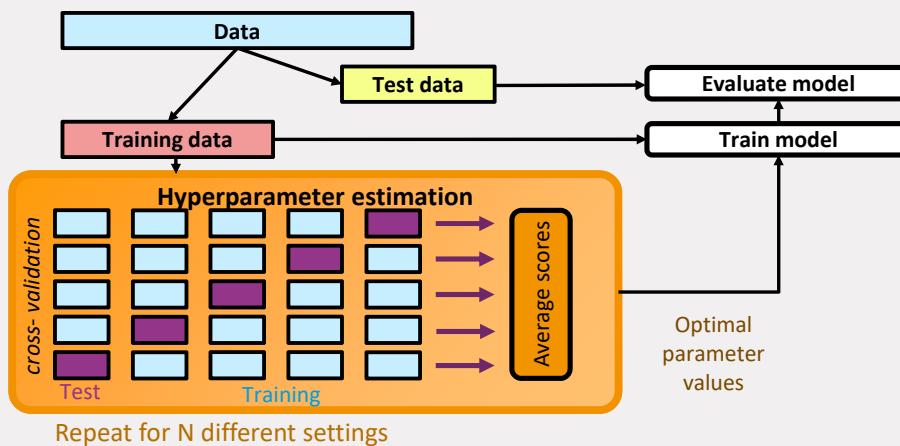 Data
Test data
Evaluate model
Training data
Train model
Hyperparameter estimation
cross- validation
Average scores
Test
Training
Optimal
parameter
values
Repeat for N different settings